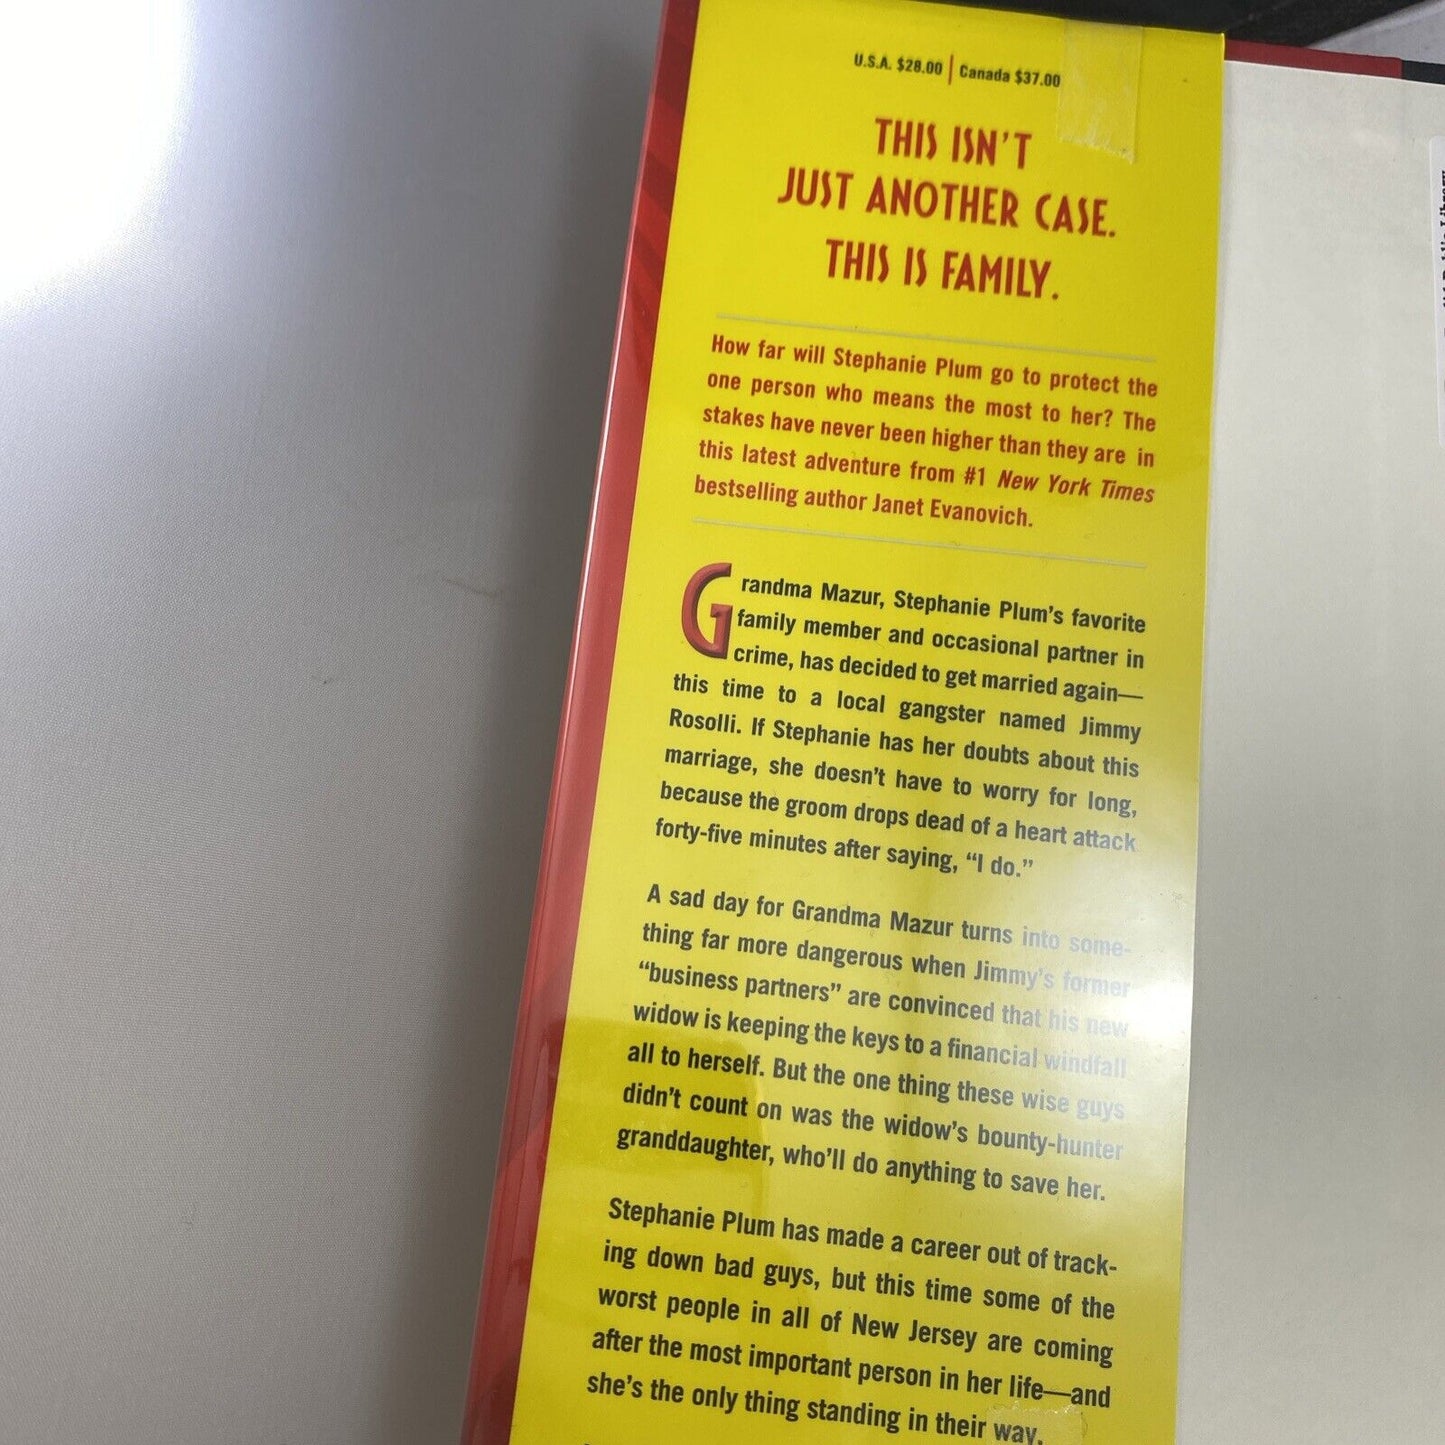 U.S.A. $28.00 | Canada $37.00
THIS ISN'T
JUST ANOTHER CASE.
THIS IS FAMILY.
How far will Stephanie Plum go to protect the
one person who means the most to her? The
stakes have never been higher than they are in
this latest adventure from #1 New York Times
bestselling author Janet Evanovich.
Grandma Mazur, Stephanie Plum's favorite
family member and occasional partner in
crime, has decided to get married again—
this time to a local gangster named Jimmy
Rosolli. If Stephanie has her doubts about this
marriage, she doesn't have to worry for long,
because the groom drops dead of a heart attack
forty-five minutes after saying, “I do.”
A sad day for Grandma Mazur turns into some-
thing far more dangerous when Jimmy's former
“business partners” are convinced that his new
widow is keeping the keys to a financial windfall
all to herself. But the one thing these wise guys
didn't count on was the widow's bounty-hunter
granddaughter, who'll do anything to save her.
Stephanie Plum has made a career out of track-
ing down bad guys, but this time some of the
worst people in all of New Jersey are coming
after the most important person in her life—and
she's the only thing standing in their way.
Library